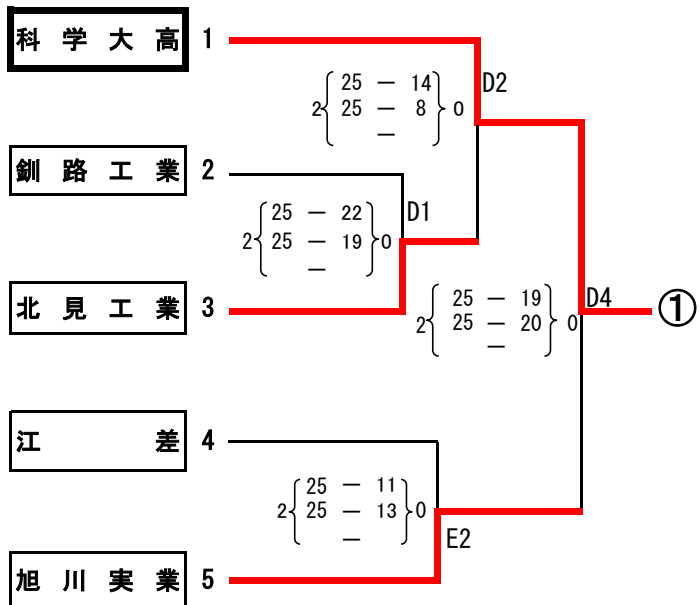 科学大高 1
D2
25 — 14
2 25 — 8 0
—
釧路工業 2
D1
25 — 22
2 25 — 19 0
—
北見工業 3
D4 ①
25 — 19
2 25 — 20 0
—
江差 4
25 — 11
2 25 — 13 0
—
E2
旭川実業 5